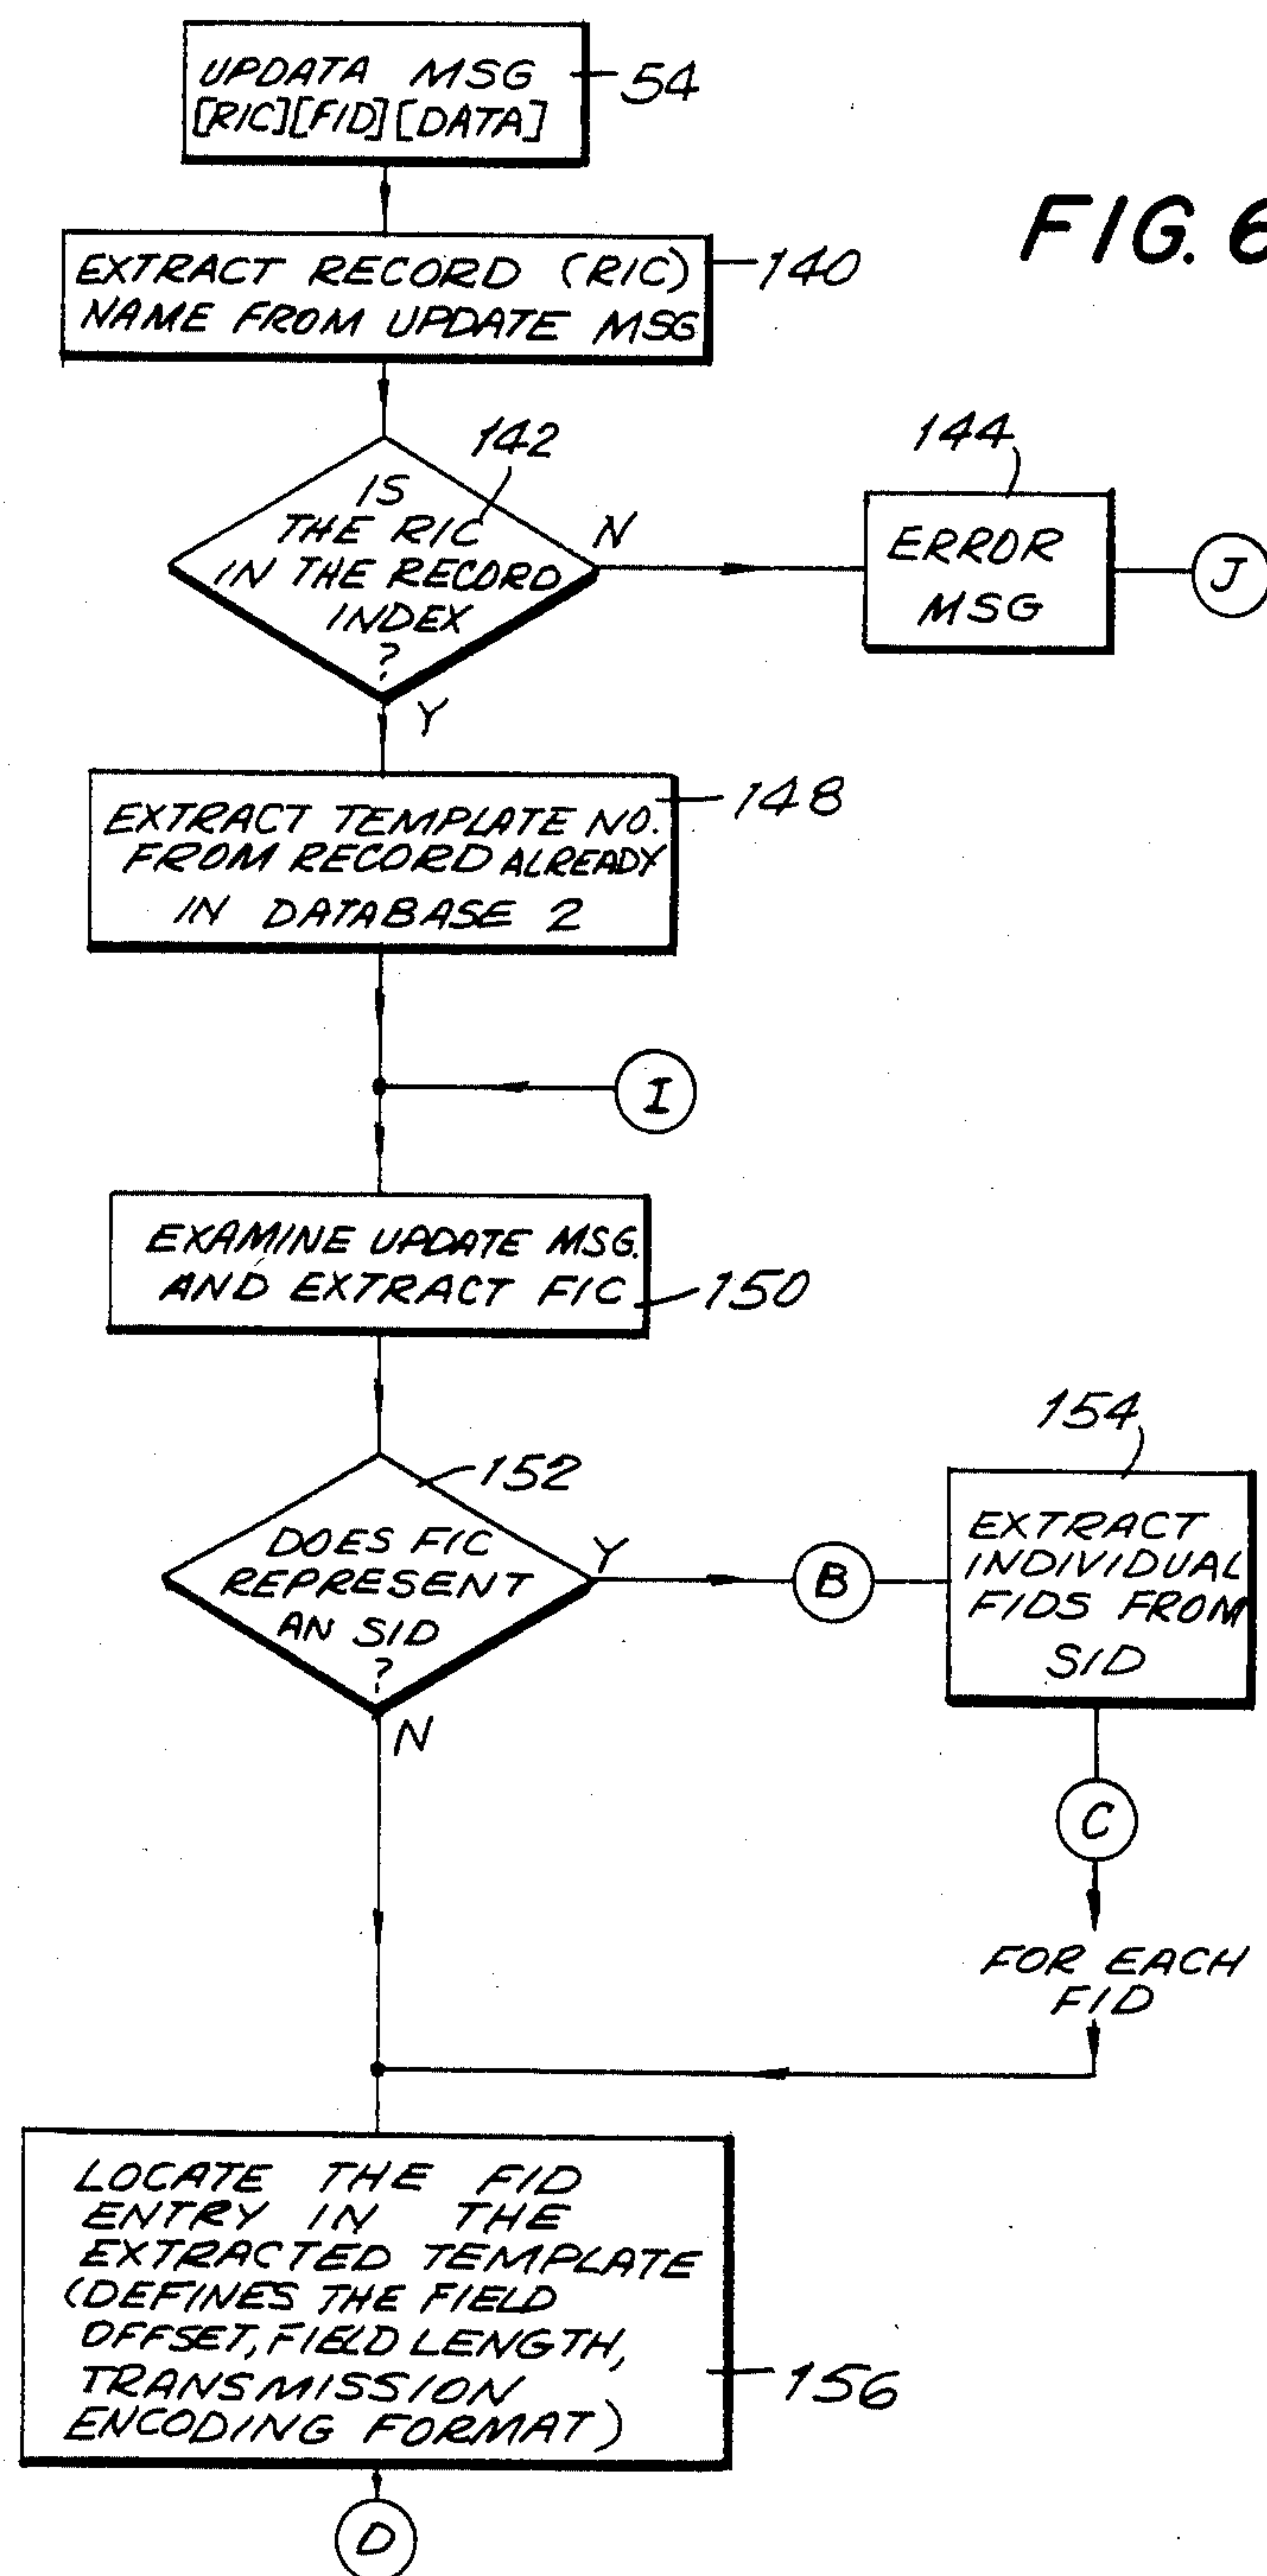 UPDATA MSG
[RIC][FID][DATA]
54
FIG. 6
EXTRACT RECORD (RIC)
NAME FROM UPDATE MSG
140
142
IS
THE RIC
IN THE RECORD
INDEX
?
N
Y
144
ERROR
MSG
J
EXTRACT TEMPLATE NO.
FROM RECORD ALREADY
IN DATABASE 2
148
I
EXAMINE UPDATE MSG.
AND EXTRACT FIC
150
152
DOES FIC
REPRESENT
AN SID
?
Y
N
B
154
EXTRACT
INDIVIDUAL
FIDS FROM
SID
C
FOR EACH
FID
LOCATE THE FID
ENTRY IN THE
EXTRACTED TEMPLATE
(DEFINES THE FIELD
OFFSET, FIELD LENGTH,
TRANSMISSION
ENCODING FORMAT)
156
D